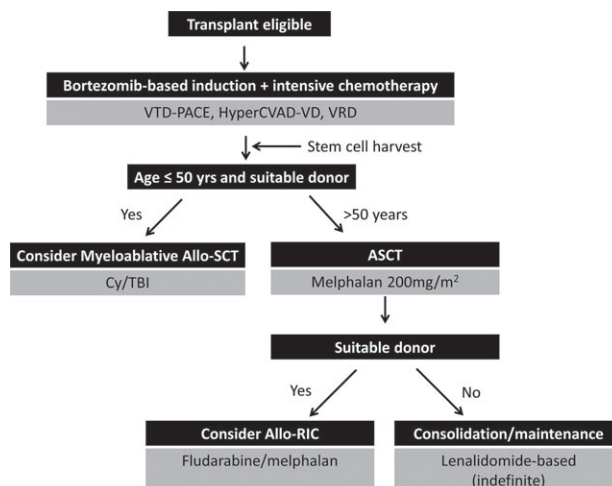 Transplant eligible
Bortezomib-based induction + intensive chemotherapy
VTD-PACE, HyperCVAD-VD, VRD
Stem cell harvest
Age ≤ 50 yrs and suitable donor
Yes
>50 years
Consider Myeloablative Allo-SCT
ASCT
Cy/TBI
Melphalan 200mg/m²
Suitable donor
Yes
No
Consider Allo-RIC
Consolidation/maintenance
Fludarabine/melphalan
Lenalidomide-based
(indefinite)